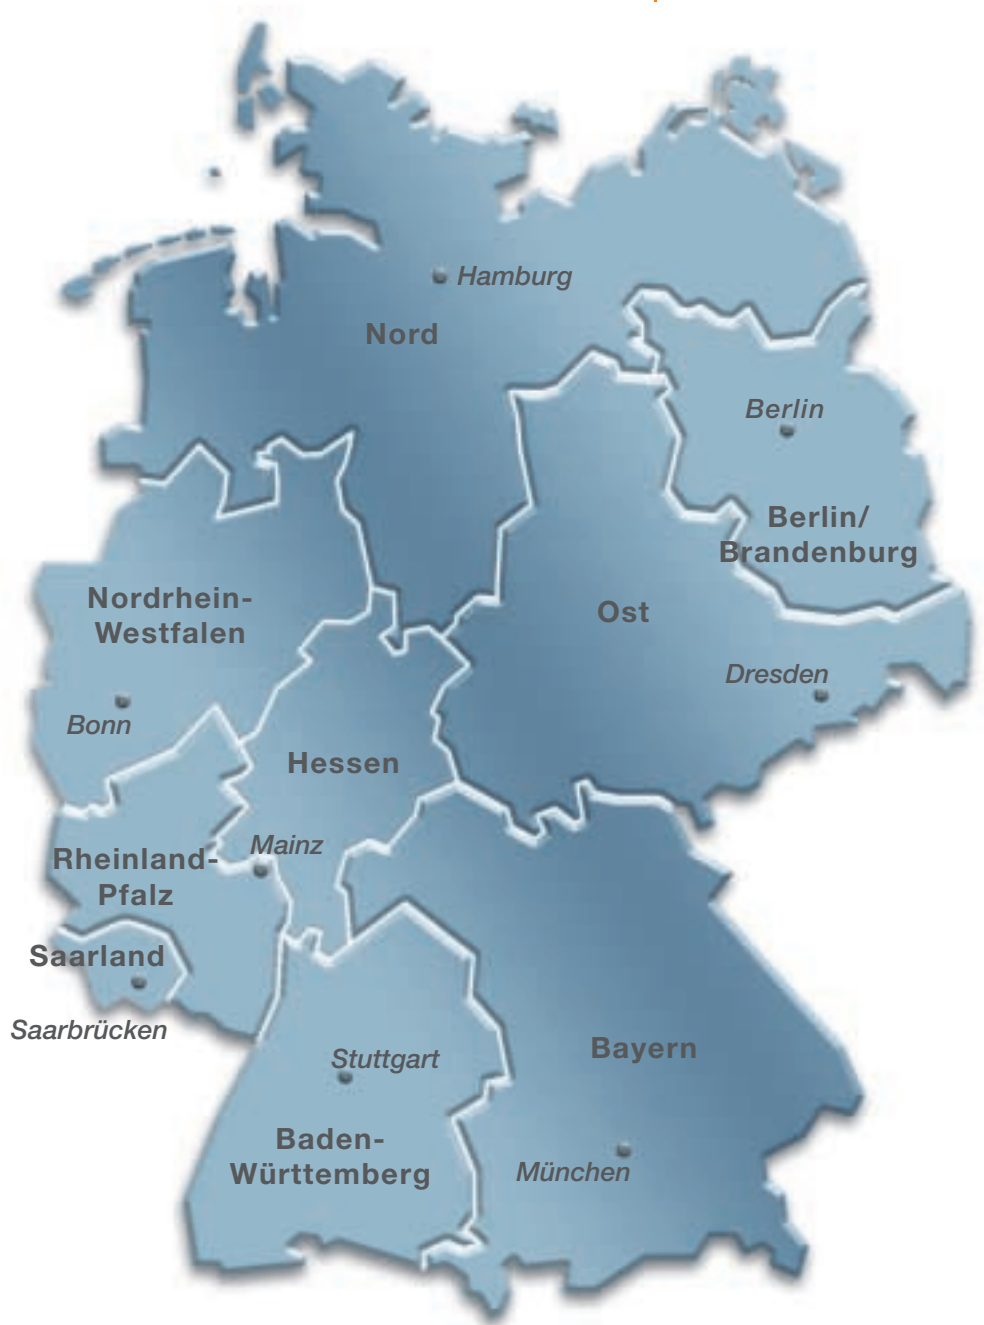 Hamburg
Nord
Berlin
Berlin/
Brandenburg
Nordrhein-
Westfalen
Ost
Dresden
Bonn
Hessen
Mainz
Rheinland-
Pfalz
Saarland
Saarbrücken
Bayern
Stuttgart
Baden-
Württemberg
München